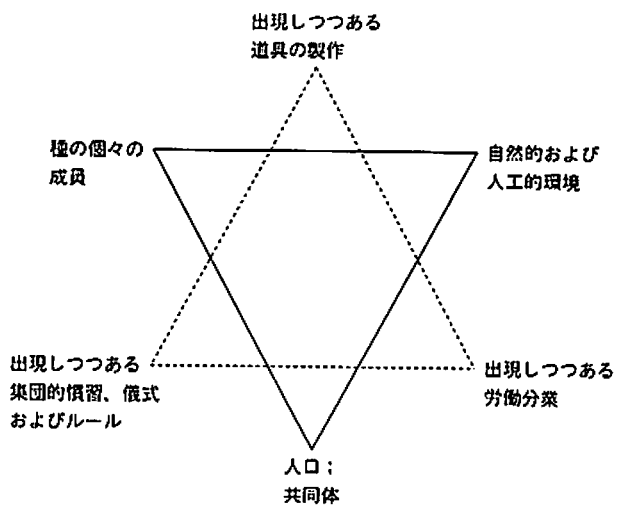 出現しつつある
道具の製作
種の個々の
成員
自然的および
人工的環境
出現しつつある
集団的慣習、儀式
およびルール
出現しつつある
労働分業
人口；
共同体